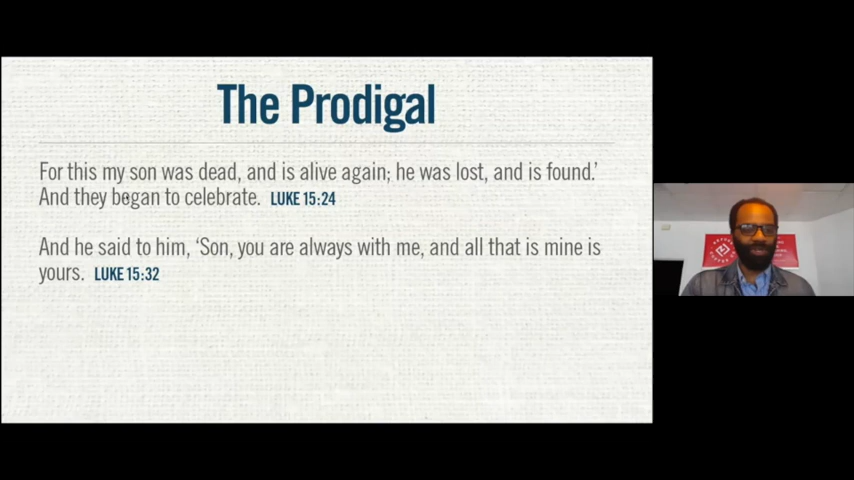 The Prodigal
For this my son was dead, and is alive again; he was lost, and is found.’
And they began to celebrate. LUKE 15:24
And he said to him, ‘Son, you are always with me, and all that is mine is
yours. LUKE 15:32